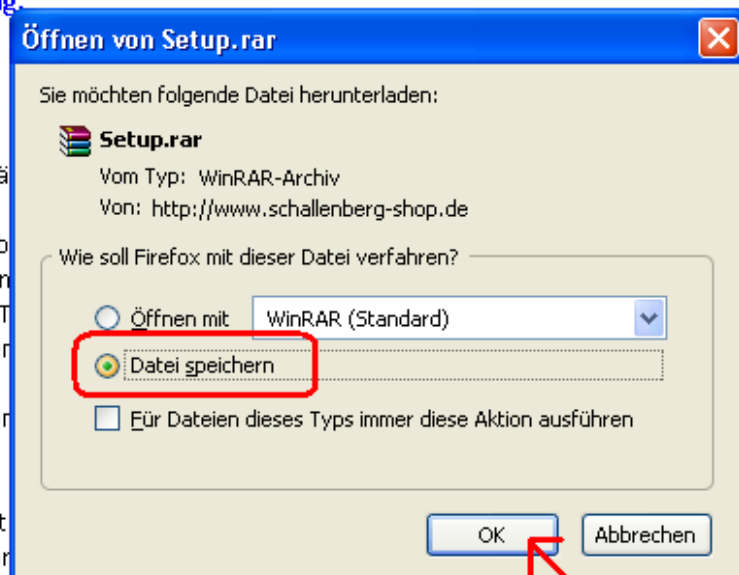 g.
Öffnen von Setup.rar
Sie möchten folgende Datei herunterladen:
Setup.rar
Vom Typ: WinRAR-Archiv
Von: http://www.schallenberg-shop.de
Wie soll Firefox mit dieser Datei verfahren?
Öffnen mit WinRAR (Standard)
Datei speichern
Für Dateien dieses Typs immer diese Aktion ausführen
OK Abbrechen